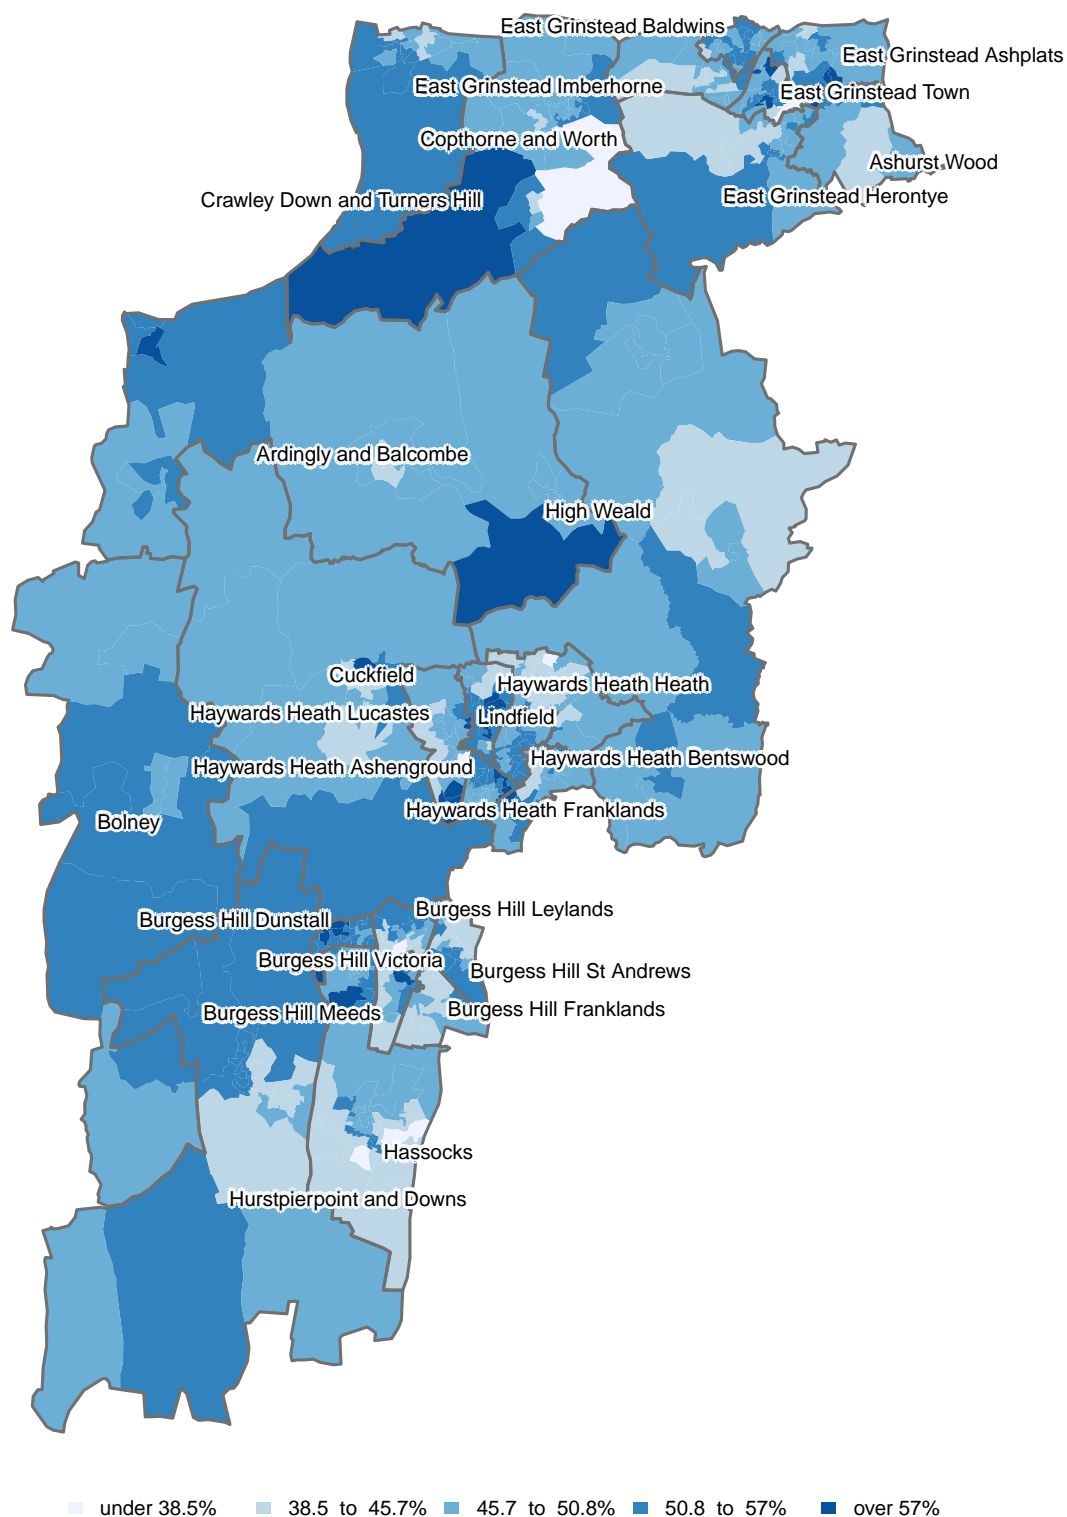 East Grinstead Baldwins
East Grinstead Ashplats
East Grinstead Imberhorne
East Grinstead Town
Copthorne and Worth
Ashurst Wood
Crawley Down and Turners Hill
East Grinstead Herontye
Ardingly and Balcombe
High Weald
Cuckfield
Haywards Heath Heath
Haywards Heath Lucastes
Lindfield
Haywards Heath Bentswood
Haywards Heath Ashenground
Haywards Heath Franklands
Bolney
Burgess Hill Leylands
Burgess Hill Dunstall
Burgess Hill Victoria
Burgess Hill St Andrews
Burgess Hill Franklands
Burgess Hill Meeds
Hassocks
Hurstpierpoint and Downs
under 38.5% 38.5 to 45.7% 45.7 to 50.8% 50.8 to 57% over 57%